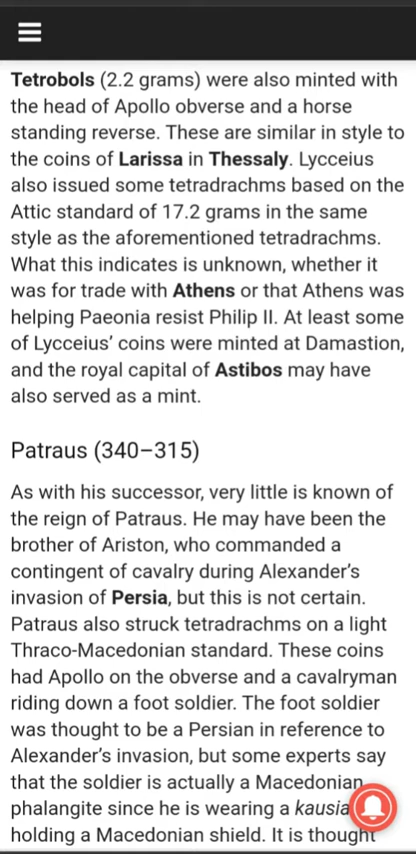 Tetrobols (2.2 grams) were also minted with
the head of Apollo obverse and a horse
standing reverse. These are similar in style to
the coins of Larissa in Thessaly. Lycceius
also issued some tetradrachms based on the
Attic standard of 17.2 grams in the same
style as the aforementioned tetradrachms.
What this indicates is unknown, whether it
was for trade with Athens or that Athens was
helping Paeonia resist Philip II. At least some
of Lycceius’ coins were minted at Damastion,
and the royal capital of Astibos may have
also served as a mint.
Patraus (340–315)
As with his successor, very little is known of
the reign of Patraus. He may have been the
brother of Ariston, who commanded a
contingent of cavalry during Alexander’s
invasion of Persia, but this is not certain.
Patraus also struck tetradrachms on a light
Thraco-Macedonian standard. These coins
had Apollo on the obverse and a cavalryman
riding down a foot soldier. The foot soldier
was thought to be a Persian in reference to
Alexander’s invasion, but some experts say
that the soldier is actually a Macedonian
phalangite since he is wearing a kausia
holding a Macedonian shield. It is thought